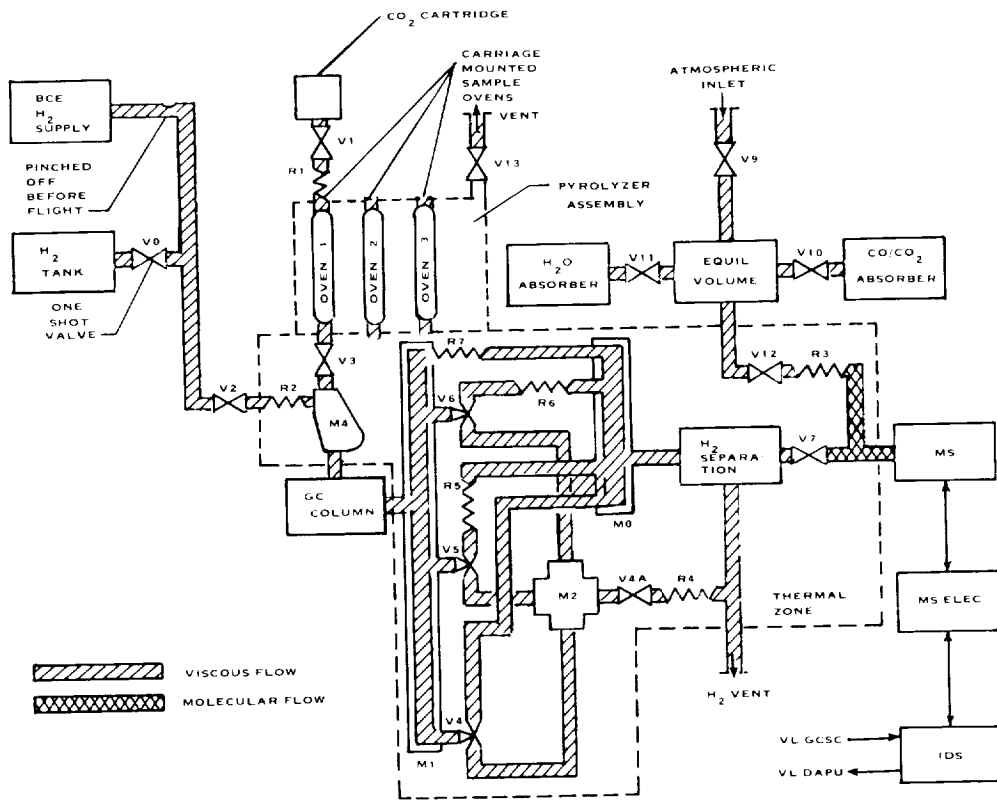 CO2 CARTRIDGE
CARRIAGE
MOUNTED
SAMPLE
OVENS
VENT
ATMOSPHERIC
INLET
BCE
H2
SUPPLY
V1
R1
V13
V9
PINCHED
OFF
BEFORE
FLIGHT
PYROLYZER
ASSEMBLY
H2
TANK
V0
OVEN 1
OVEN 2
OVEN 3
H2O
ABSORBER
V11
EQUIL
VOLUME
V10
CO/CO2
ABSORBER
ONE
SHOT
VALVE
V3
R7
V12
R3
V2
R2
M4
V6
R6
H2
SEPARA-
TION
V7
MS
GC
COLUMN
R5
M0
V5
M2
V4A
R4
THERMAL
ZONE
MS ELEC
VISCOUS FLOW
MOLECULAR FLOW
H2 VENT
V4
M1
VL GCSC
VL DAPU
IDS